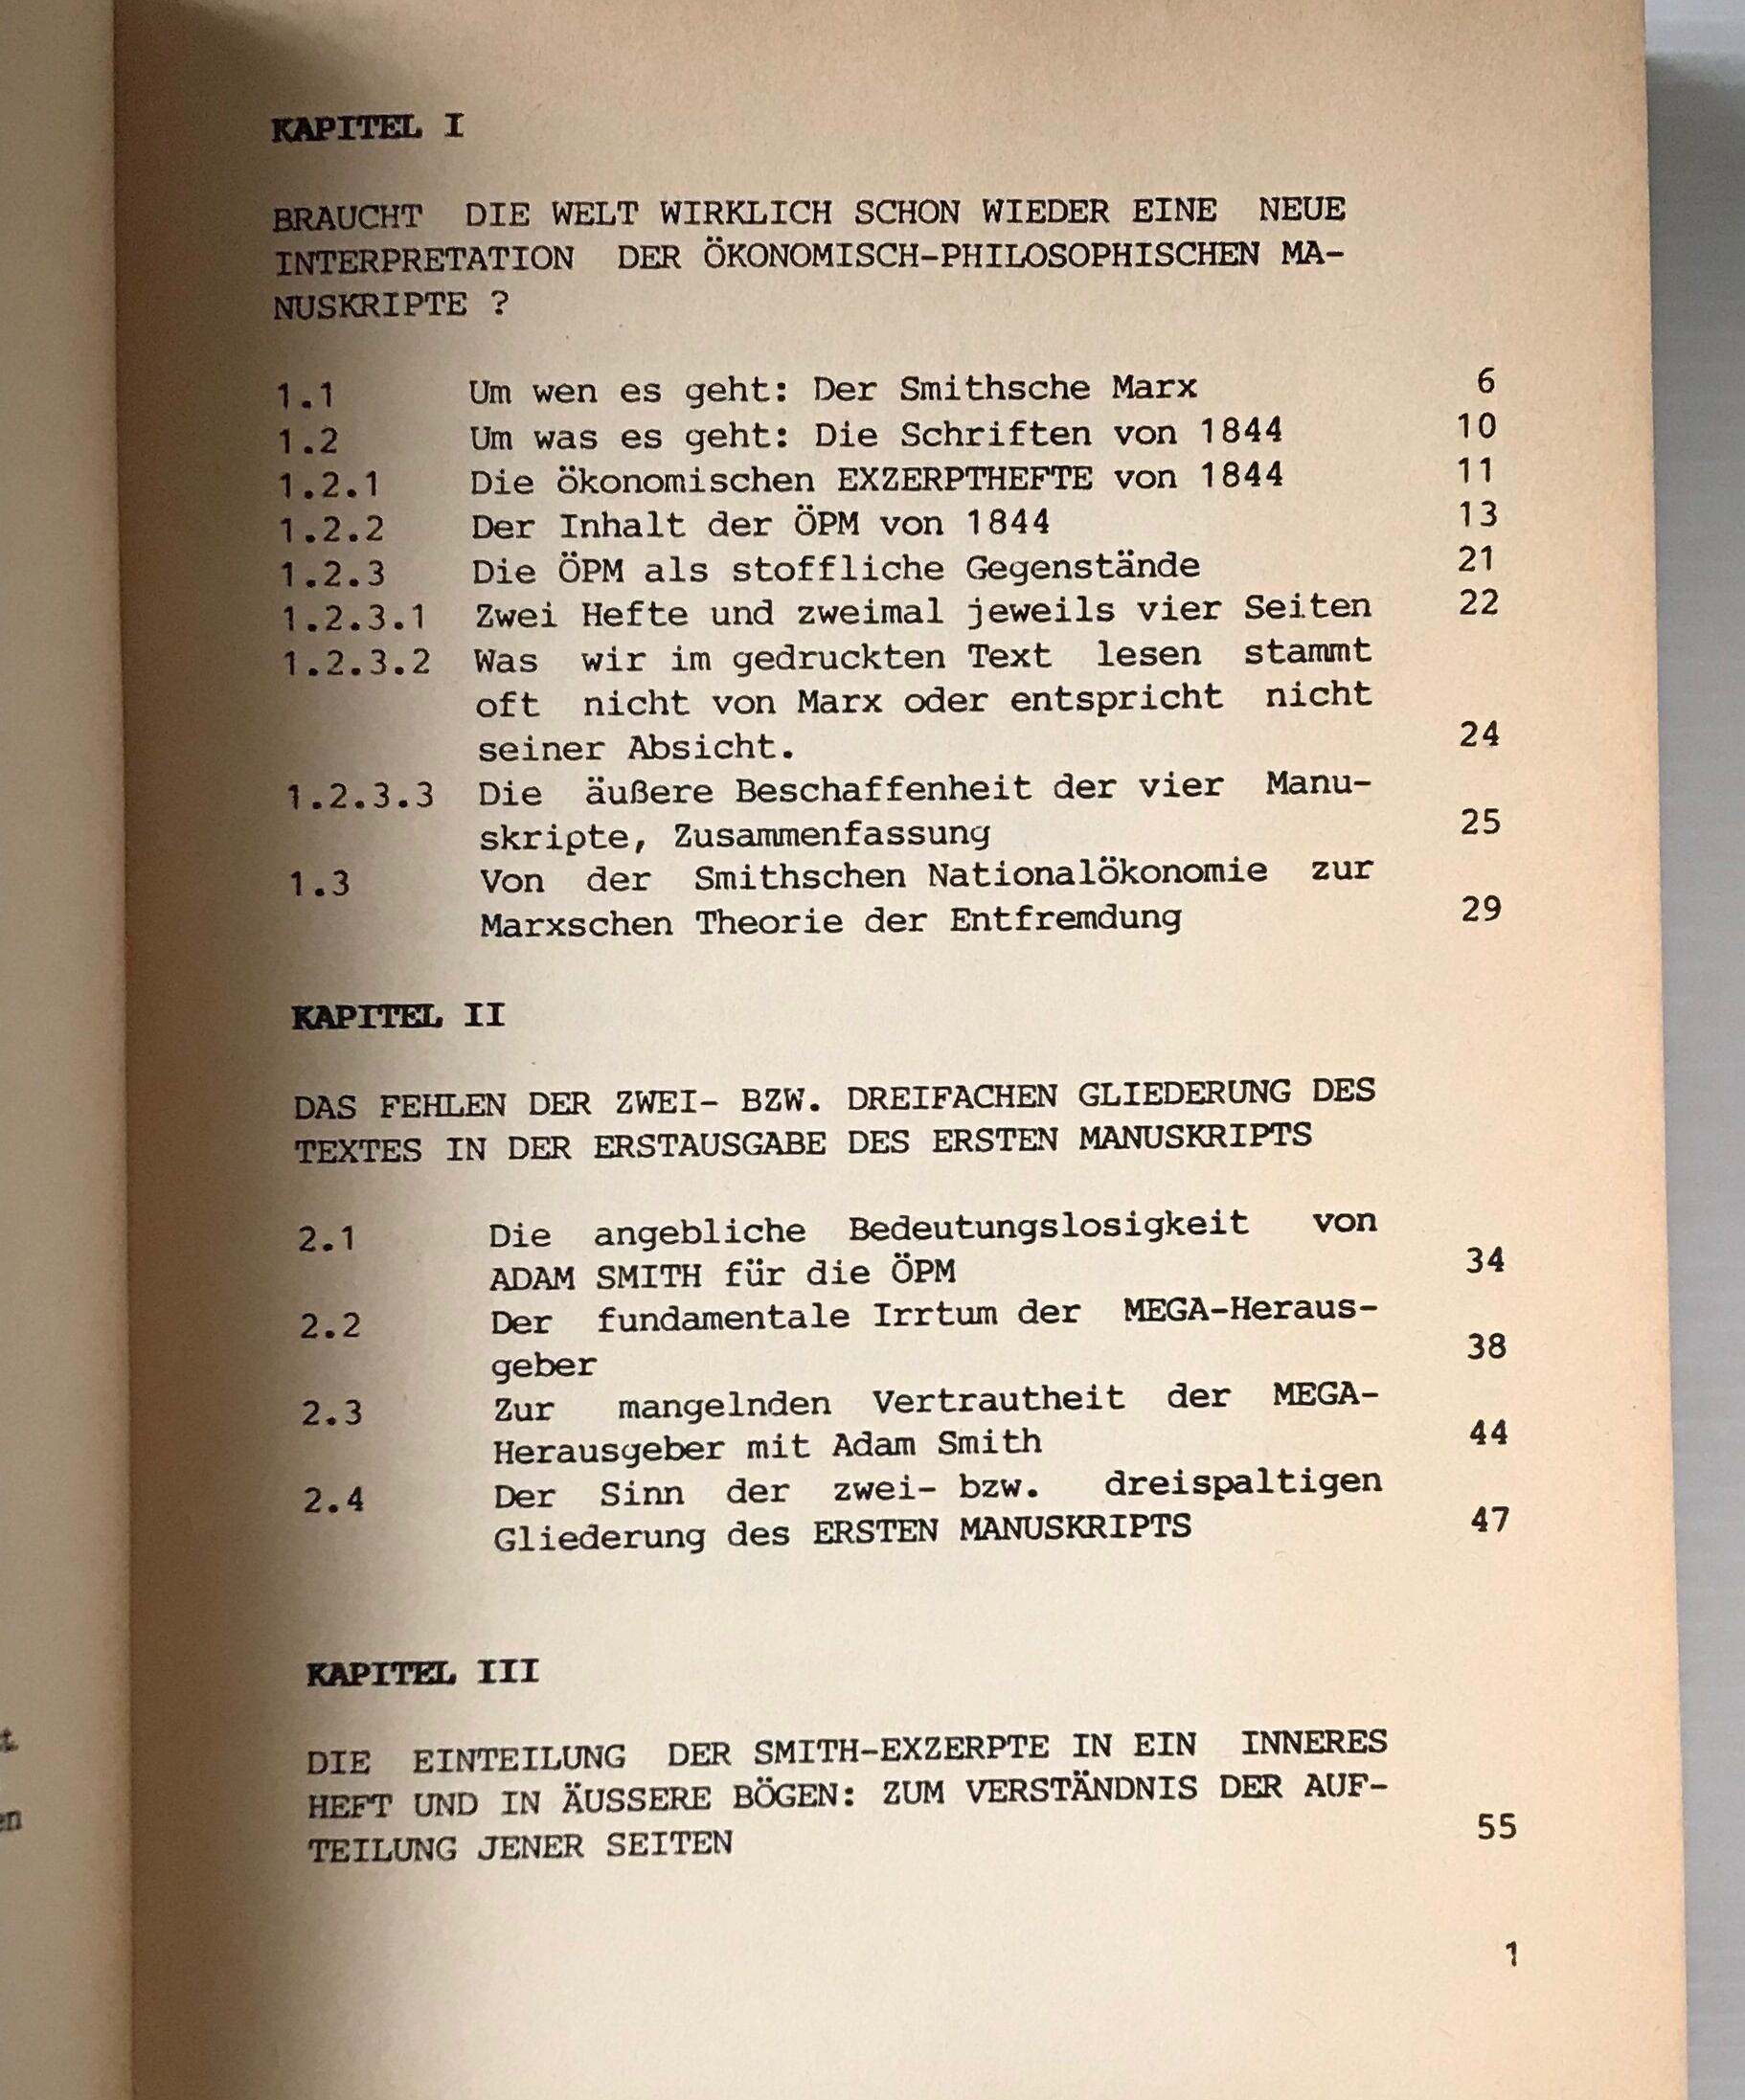 KAPITEL I
BRAUCHT DIE WELT WIRKLICH SCHON WIEDER EINE NEUE
INTERPRETATION DER ÖKONOMISCH-PHILOSOPHISCHEN MA-
NUSKRIPTE ?
1.1 Um wen es geht: Der Smithsche Marx 6
1.2 Um was es geht: Die Schriften von 1844 10
1.2.1 Die ökonomischen EXZERPTHEFTE von 1844 11
1.2.2 Der Inhalt der ÖPM von 1844 13
1.2.3 Die ÖPM als stoffliche Gegenstände 21
1.2.3.1 Zwei Hefte und zweimal jeweils vier Seiten 22
1.2.3.2 Was wir im gedruckten Text lesen stammt
oft nicht von Marx oder entspricht nicht
seiner Absicht. 24
1.2.3.3 Die äußere Beschaffenheit der vier Manu-
skripte, Zusammenfassung 25
1.3 Von der Smithschen Nationalökonomie zur
Marxschen Theorie der Entfremdung 29
KAPITEL II
DAS FEHLEN DER ZWEI- BZW. DREIFACHEN GLIEDERUNG DES
TEXTES IN DER ERSTAUSGABE DES ERSTEN MANUSKRIPTS
2.1 Die angebliche Bedeutungslosigkeit von
ADAM SMITH für die ÖPM 34
2.2 Der fundamentale Irrtum der MEGA-Heraus-
geber 38
2.3 Zur mangelnden Vertrautheit der MEGA-
Herausgeber mit Adam Smith 44
2.4 Der Sinn der zwei- bzw. dreispaltigen
Gliederung des ERSTEN MANUSKRIPTS 47
KAPITEL III
DIE EINTEILUNG DER SMITH-EXZERPTE IN EIN INNERES
HEFT UND IN ÄUSSERE BÖGEN: ZUM VERSTÄNDNIS DER AUF-
TEILUNG JENER SEITEN 55
1